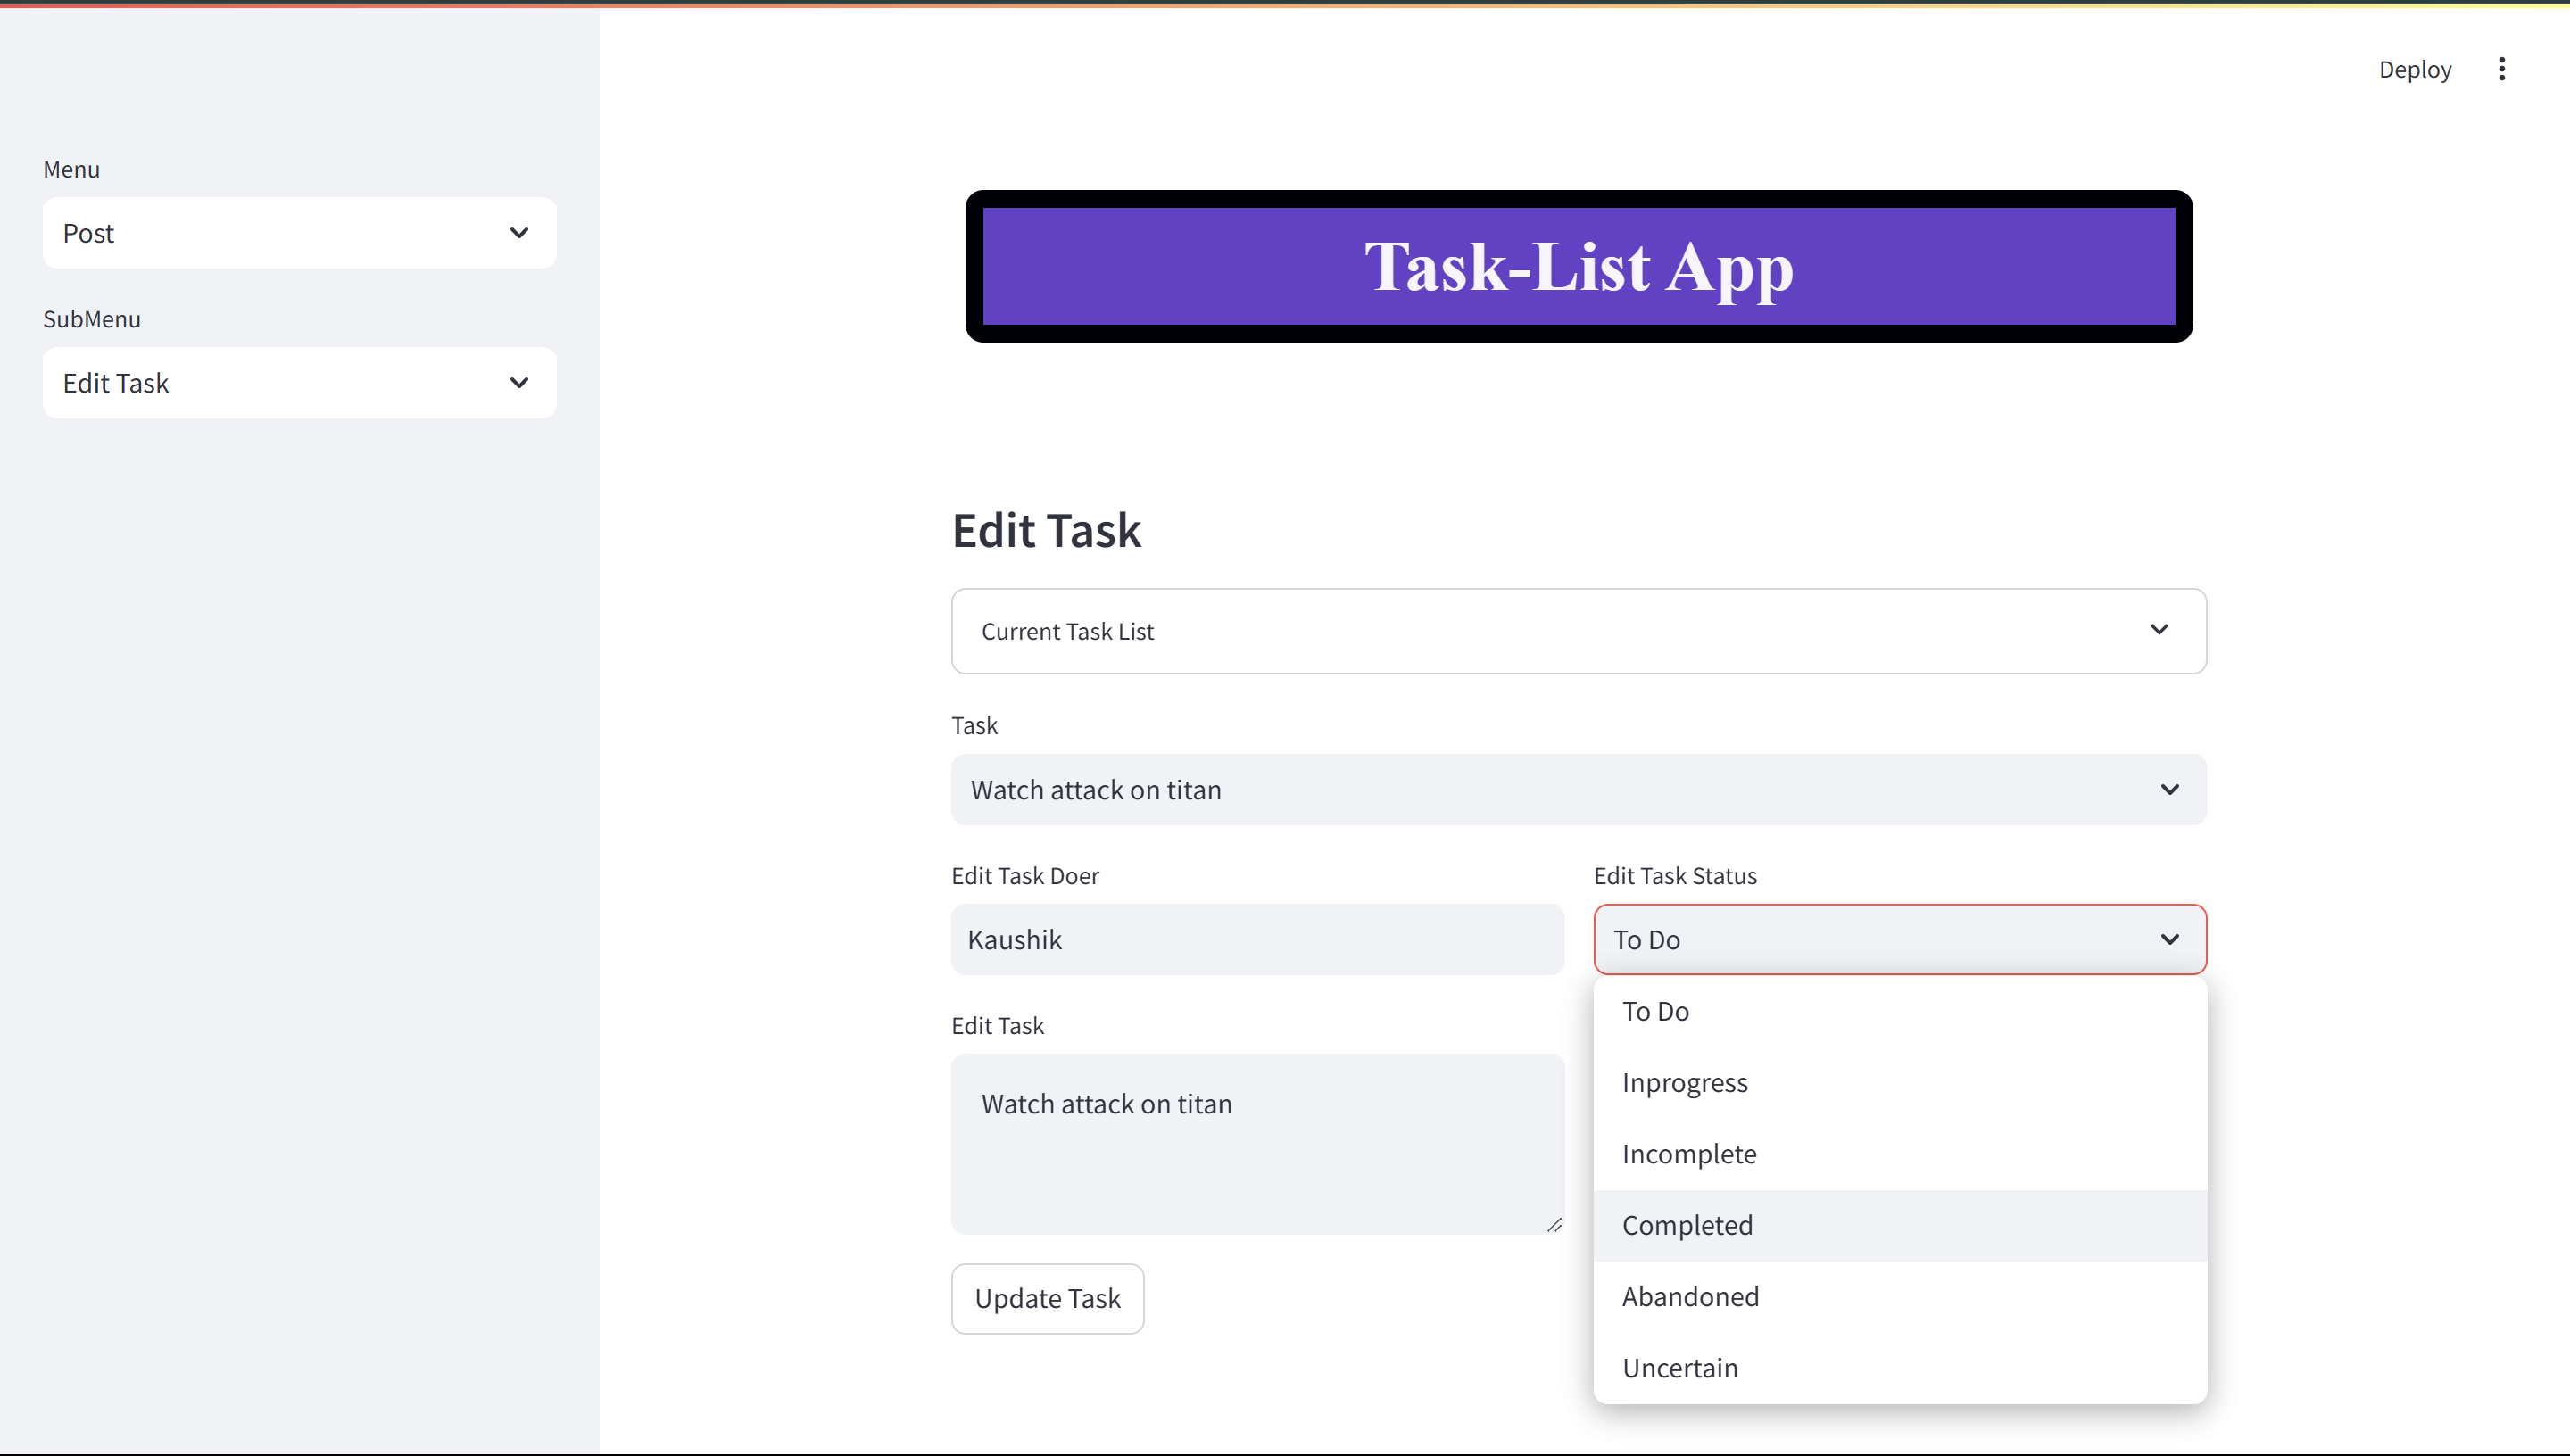 Deploy
Menu
Post
SubMenu
Edit Task
Task-List App
Edit Task
Current Task List
Task
Watch attack on titan
Edit Task Doer
Kaushik
Edit Task
Watch attack on titan
Update Task
Edit Task Status
To Do
To Do
Inprogress
Incomplete
Completed
Abandoned
Uncertain